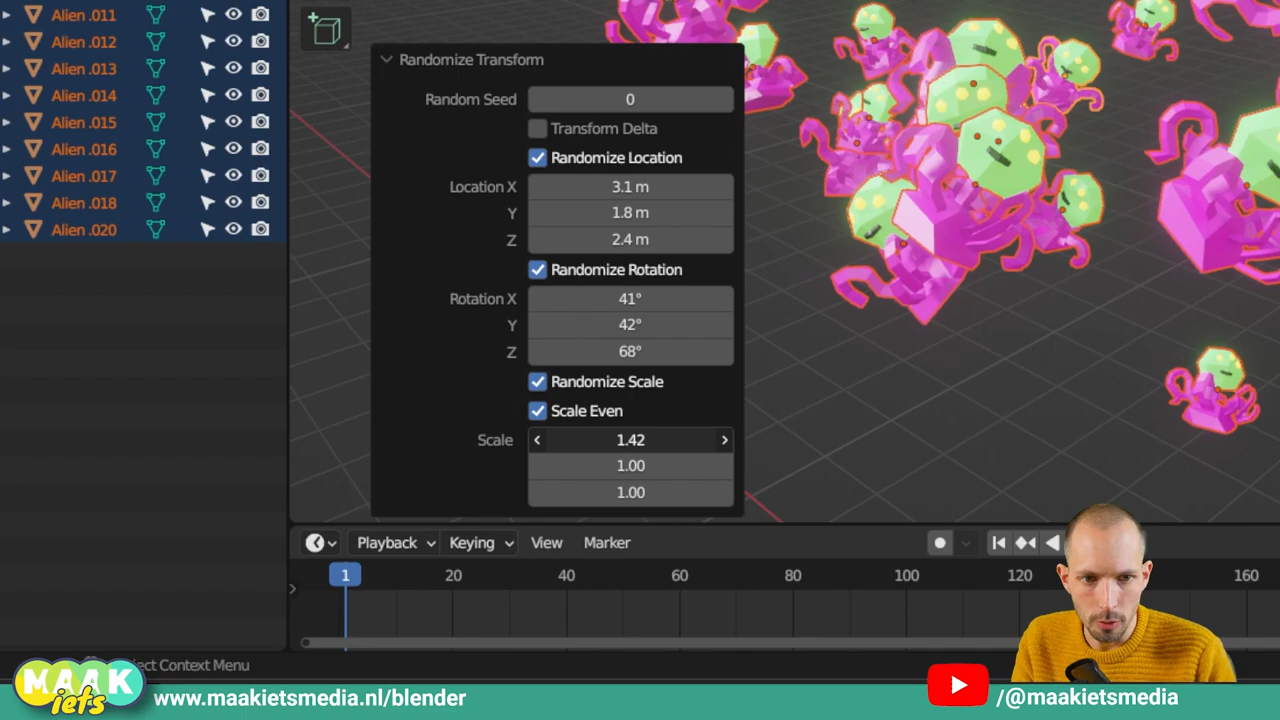 Alien .011
Alien .012
Alien .013
Alien .014
Alien .015
Alien .016
Alien .017
Alien .018
Alien .020
Randomize Transform
Random Seed 0
Transform Delta
Randomize Location
Location X 3.1 m
Y 1.8 m
Z 2.4 m
Randomize Rotation
Rotation X 41°
Y 42°
Z 68°
Randomize Scale
Scale Even
Scale 1.42
1.00
1.00
Playback Keying View Marker
1 20 40 60 80 100 120 160
Context Menu
MAAK
iets
www.maakietsmedia.nl/blender
/@maakietsmedia